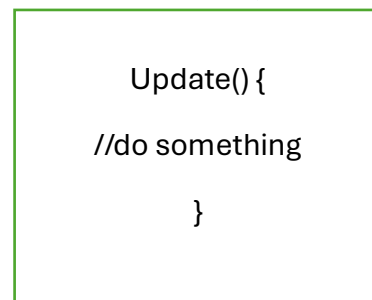 Update() {
//do something
}